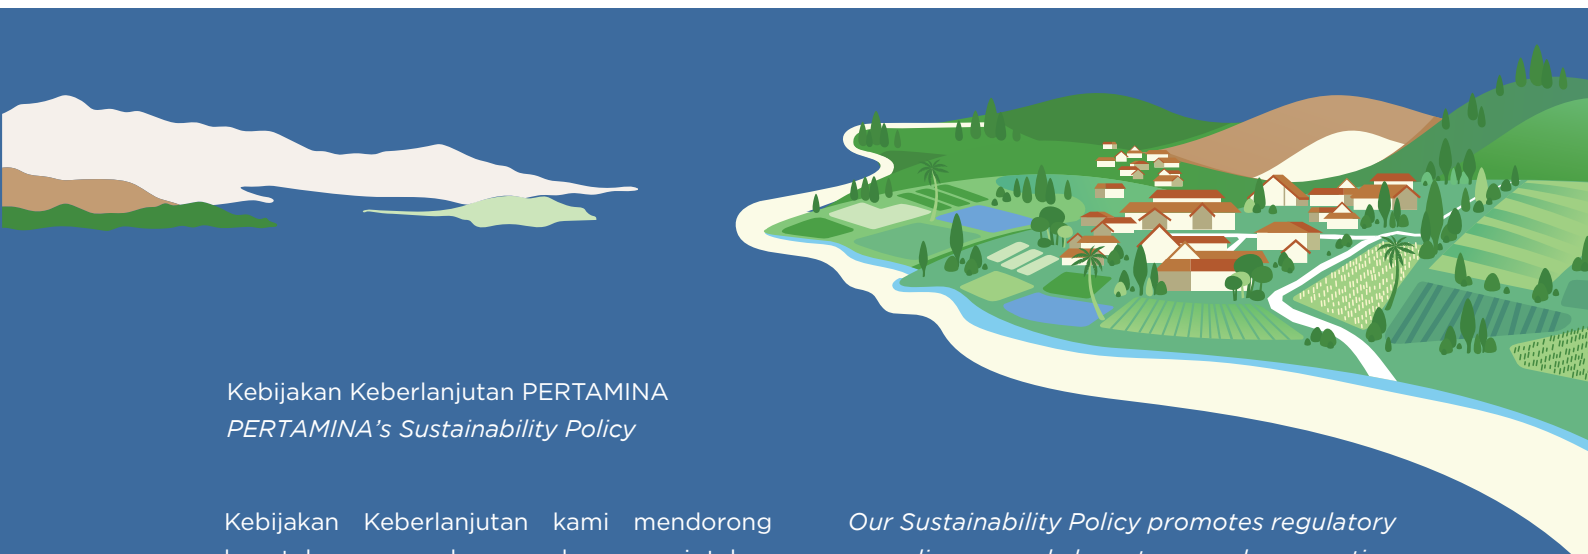 Kebijakan Keberlanjutan PERTAMINA
PERTAMINA's Sustainability Policy
Kebijakan Keberlanjutan kami mendorong
Our Sustainability Policy promotes regulatory